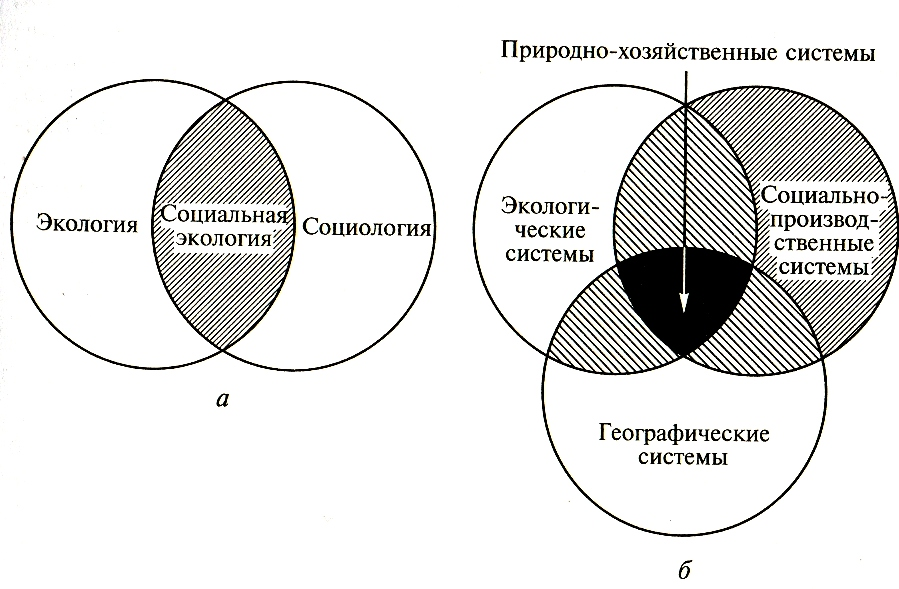 Природно-хозяйственные системы
Экология
Социальная
экология
Социология
а
Экологи-
ческие
системы
Социально-
производ-
ственные
системы
Географические
системы
б